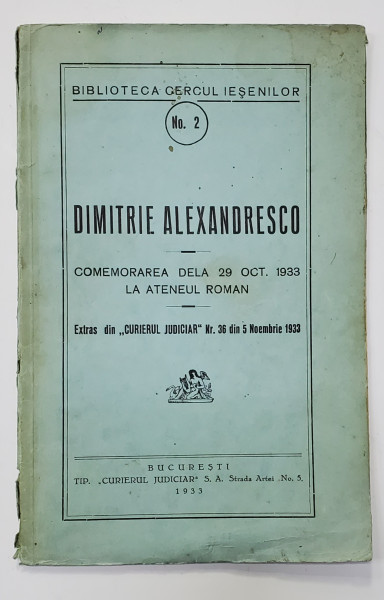 BIBLIOTECA CERCUL IEŞENILOR
No. 2
DIMITRIE ALEXANDRESCO
COMEMORAREA DELA 29 OCT. 1933
LA ATENEUL ROMAN
Extras din „CURIERUL JUDICIAR" Nr. 36 din 5 Noembrie 1933
BUCUREŞTI
TIP. „CURIERUL JUDICIAR" S. A. Strada Artei No. 5.
1933